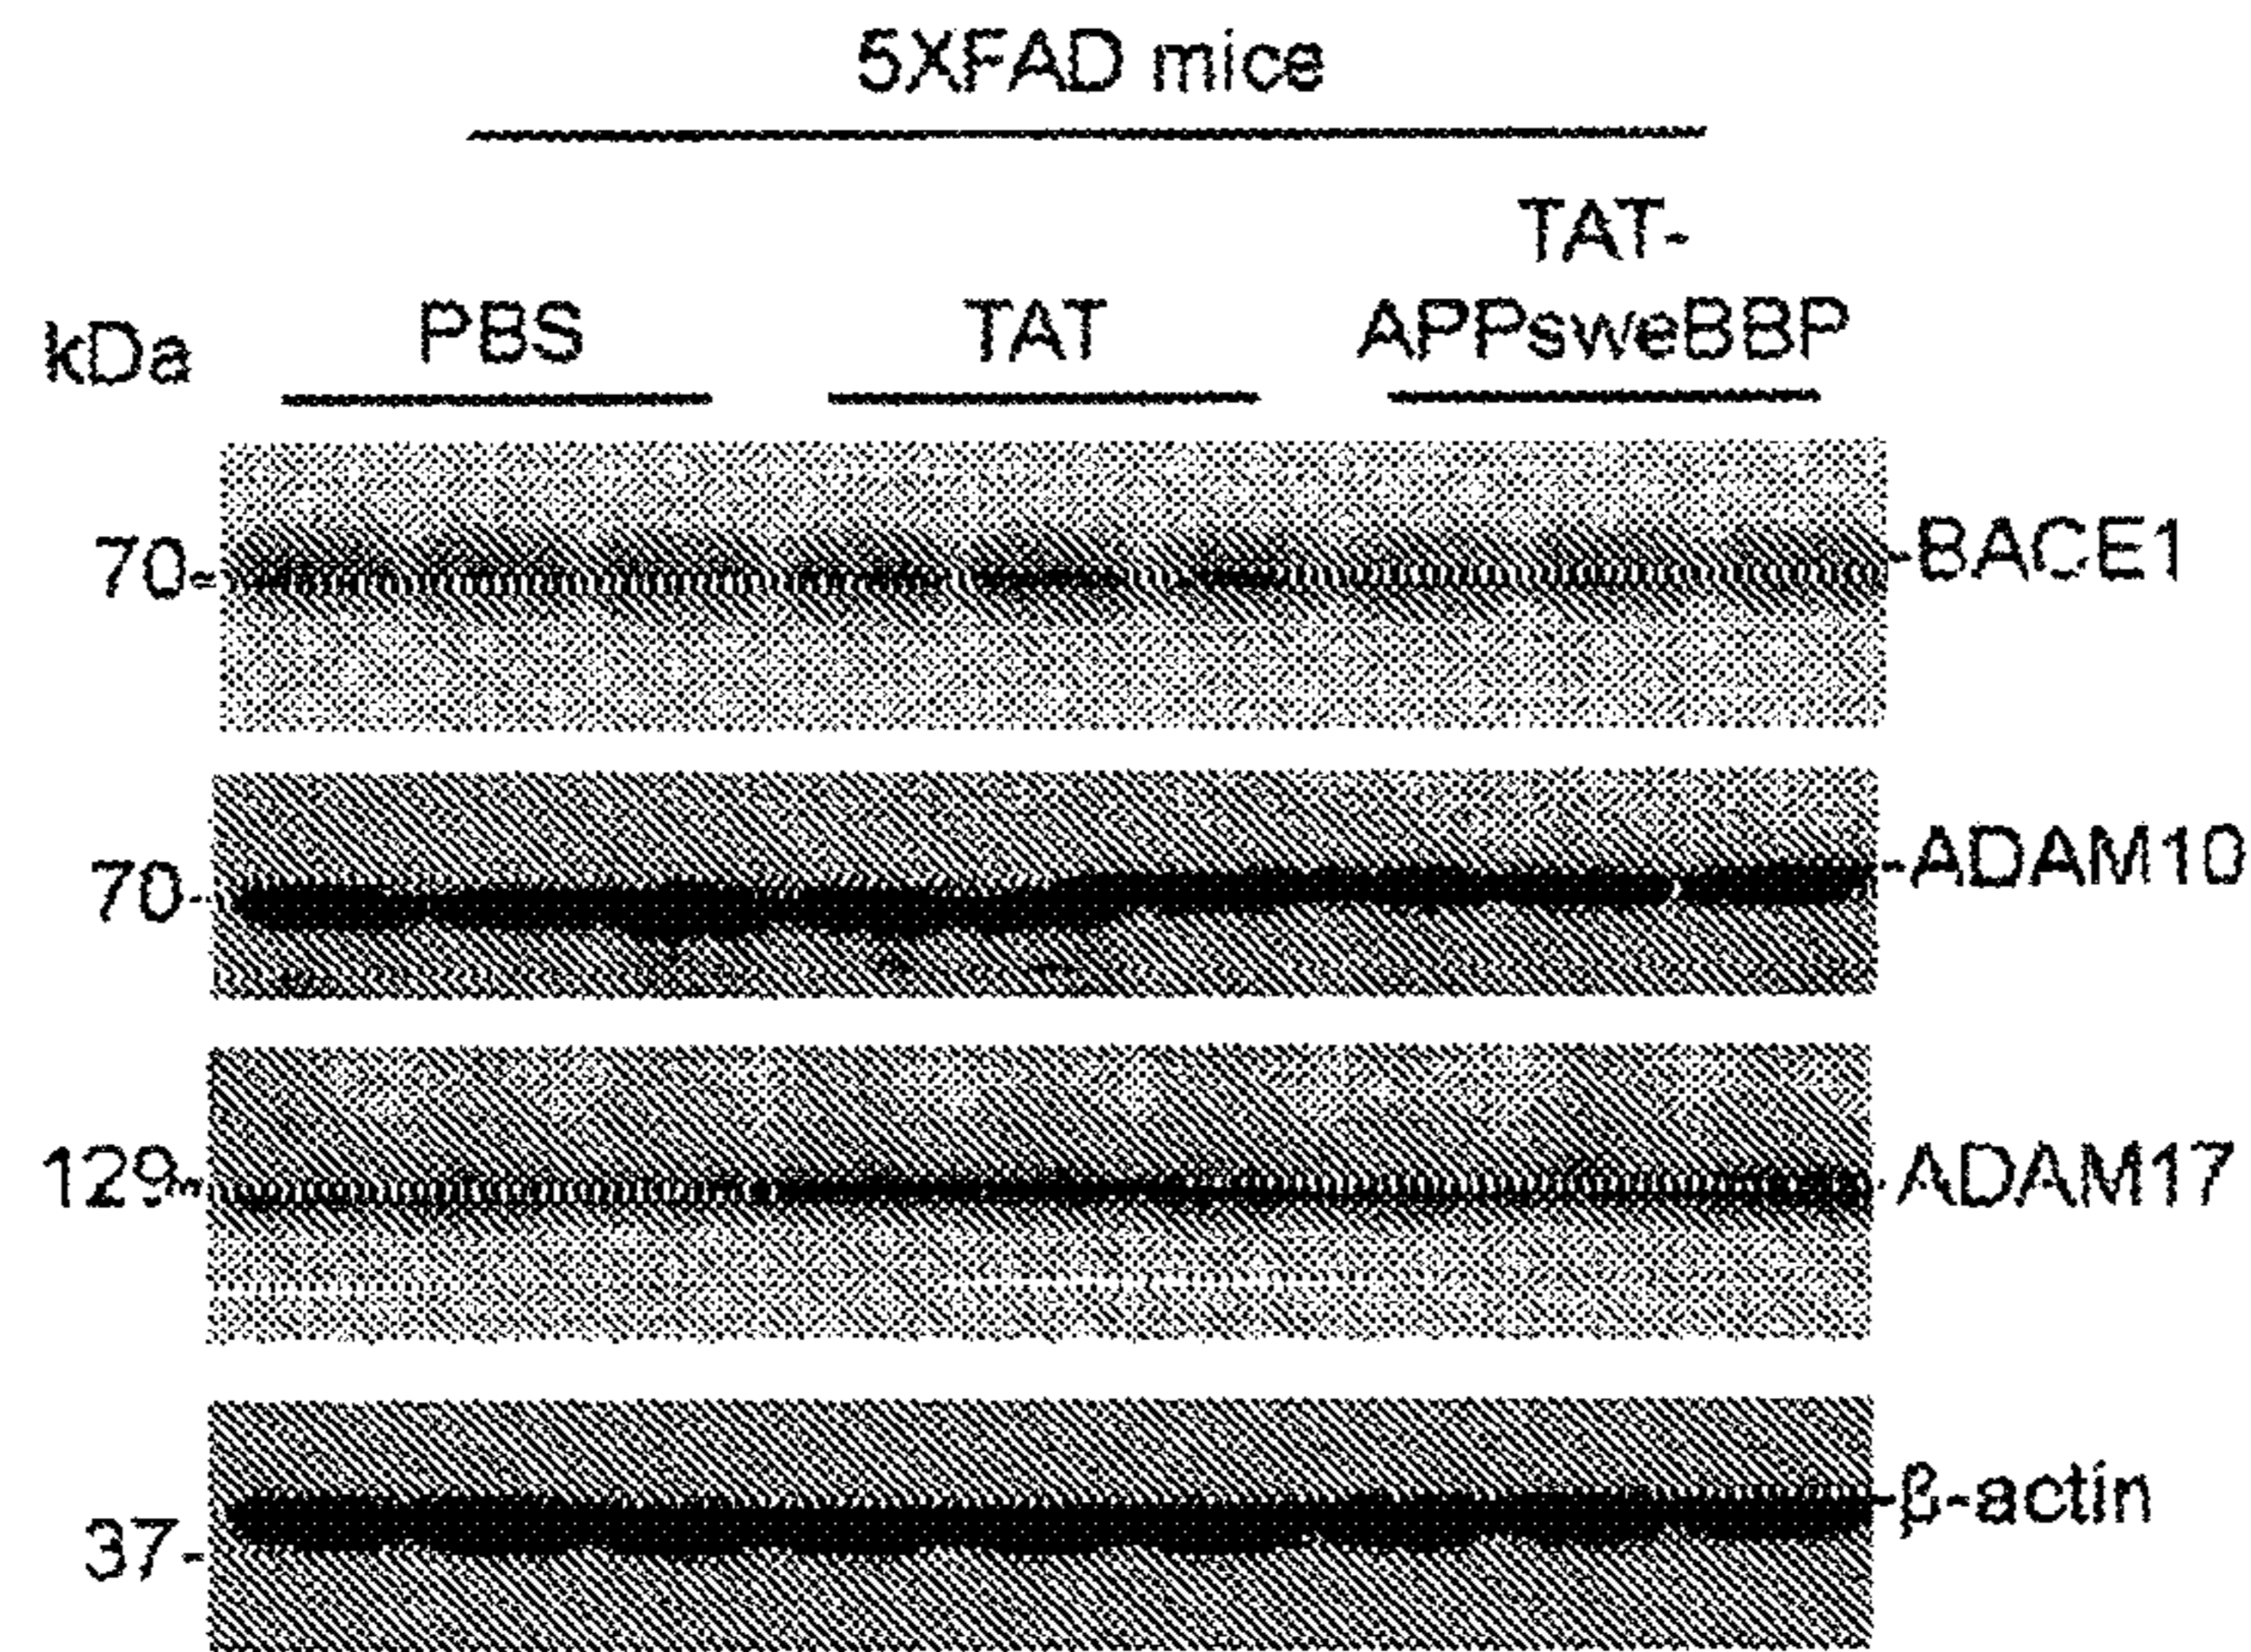 5XFAD mice
TAT-
kDa PBS TAT APPsweBBP
70- -BACE1
70- -ADAM10
129- -ADAM17
37- -β-actin